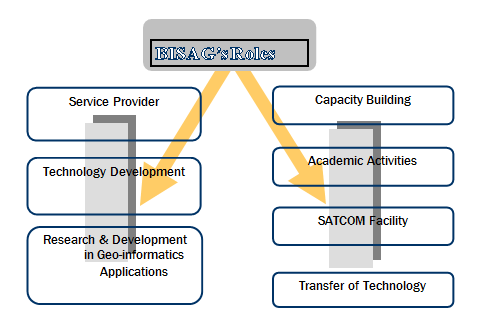 BISAG's Roles
Service Provider
Technology Development
Research & Development
in Geo-informatics
Applications
Capacity Building
Academic Activities
SATCOM Facility
Transfer of Technology